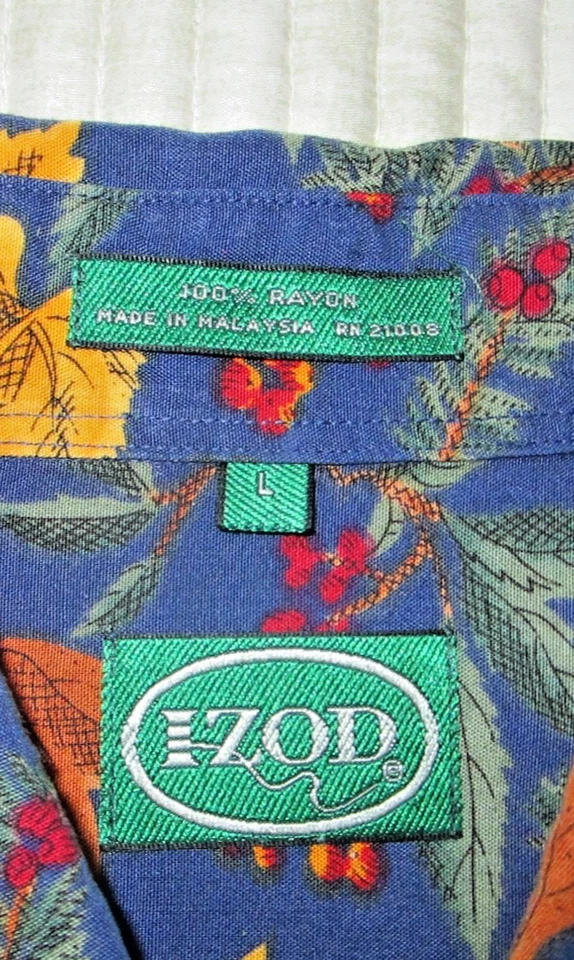 100% RAYON
MADE IN MALAYSIA RN 21008
L
IZOD
®